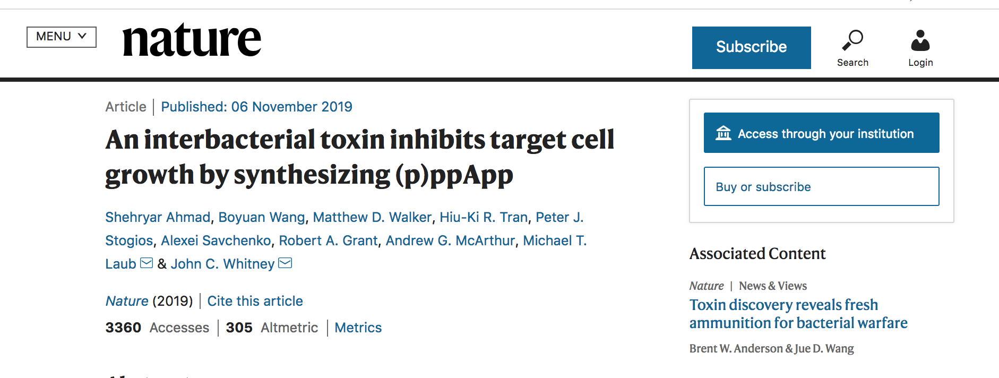 MENU
nature
Subscribe
Search
Login
Article | Published: 06 November 2019
An interbacterial toxin inhibits target cell
growth by synthesizing (p)ppApp
Shehryar Ahmad, Boyuan Wang, Matthew D. Walker, Hiu-Ki R. Tran, Peter J.
Stogios, Alexei Savchenko, Robert A. Grant, Andrew G. McArthur, Michael T.
Laub & John C. Whitney
Nature (2019) | Cite this article
3360 Accesses | 305 Altmetric | Metrics
Access through your institution
Buy or subscribe
Associated Content
Nature | News & Views
Toxin discovery reveals fresh
ammunition for bacterial warfare
Brent W. Anderson & Jue D. Wang